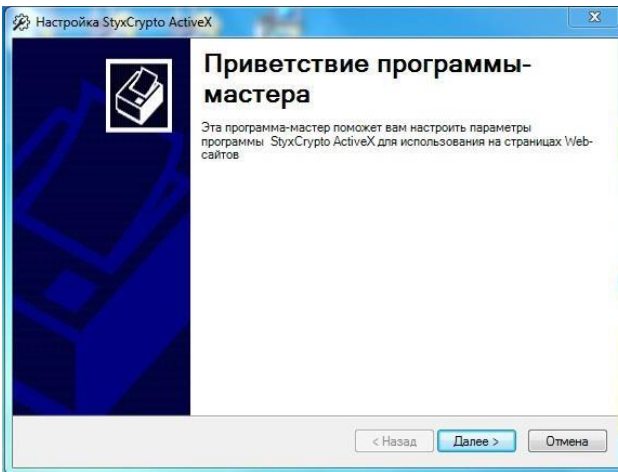 Настройка StyxCrypto ActiveX
Приветствие программы-
мастера
Эта программа-мастер поможет вам настроить параметры
программы StyxCrypto ActiveX для использования на страницах Web-
сайтов
< Назад Далее > Отмена